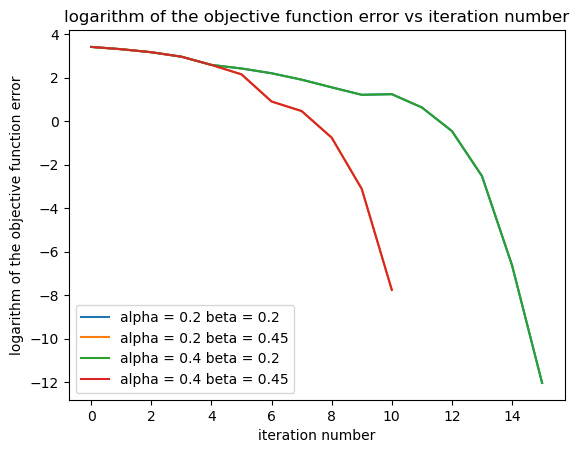 logarithm of the objective function error vs iteration number
logarithm of the objective function error
4
2
0
−2
−4
−6
−8
−10
−12
alpha = 0.2 beta = 0.2
alpha = 0.2 beta = 0.45
alpha = 0.4 beta = 0.2
alpha = 0.4 beta = 0.45
0 2 4 6 8 10 12 14
iteration number